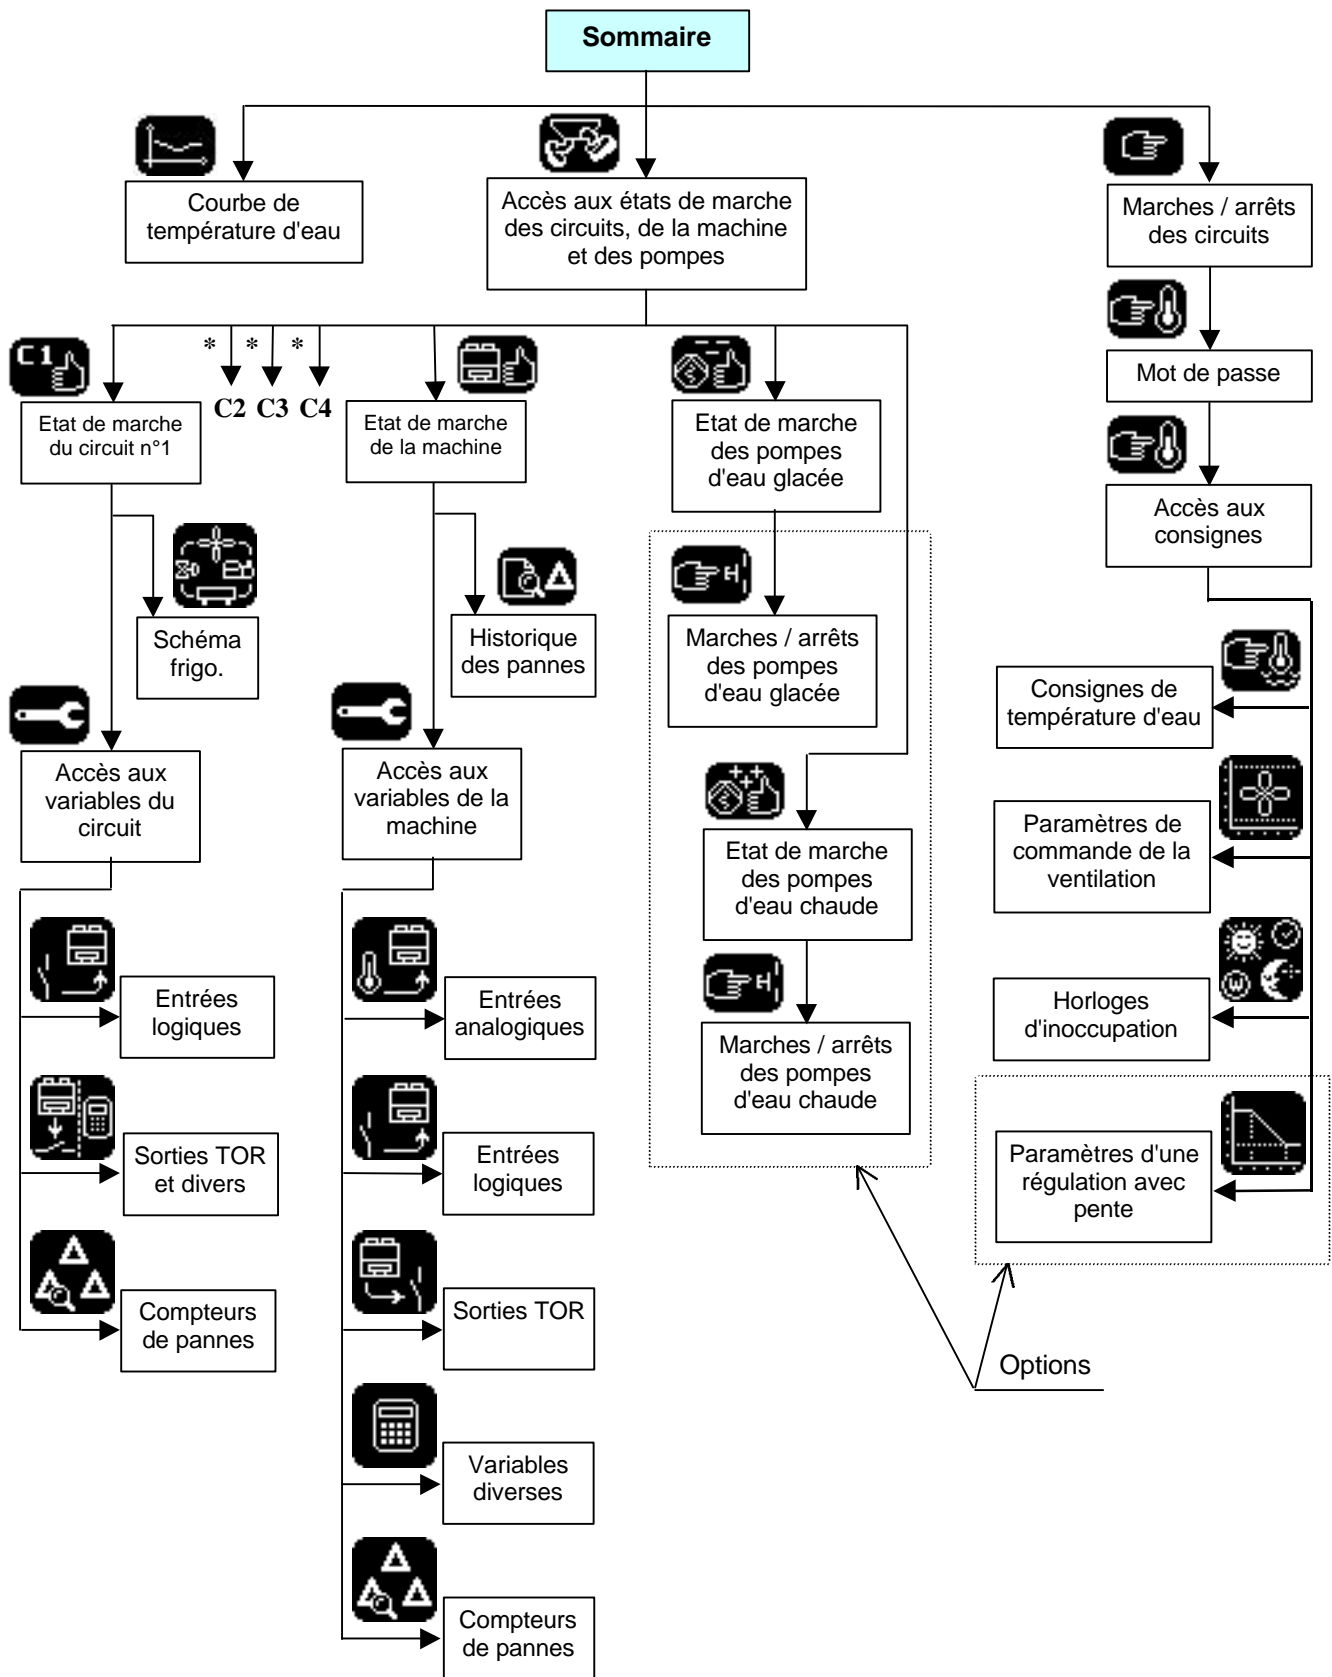 Sommaire
Courbe de
température d'eau
Accès aux états de marche
des circuits, de la machine
et des pompes
Marches / arrêts
des circuits
Mot de passe
Accès aux
consignes
C1
* * *
C2 C3 C4
Etat de marche
du circuit n°1
Etat de marche
de la machine
Etat de marche
des pompes
d'eau glacée
Schéma
frigo.
Historique
des pannes
Marches / arrêts
des pompes
d'eau glacée
Consignes de
température d'eau
Accès aux
variables du
circuit
Accès aux
variables de la
machine
Etat de marche
des pompes
d'eau chaude
Paramètres de
commande de la
ventilation
Entrées
logiques
Entrées
analogiques
Marches / arrêts
des pompes
d'eau chaude
Horloges
d'inoccupation
Sorties TOR
et divers
Entrées
logiques
Paramètres d'une
régulation avec
pente
Compteurs
de pannes
Sorties TOR
Options
Variables
diverses
Compteurs
de pannes